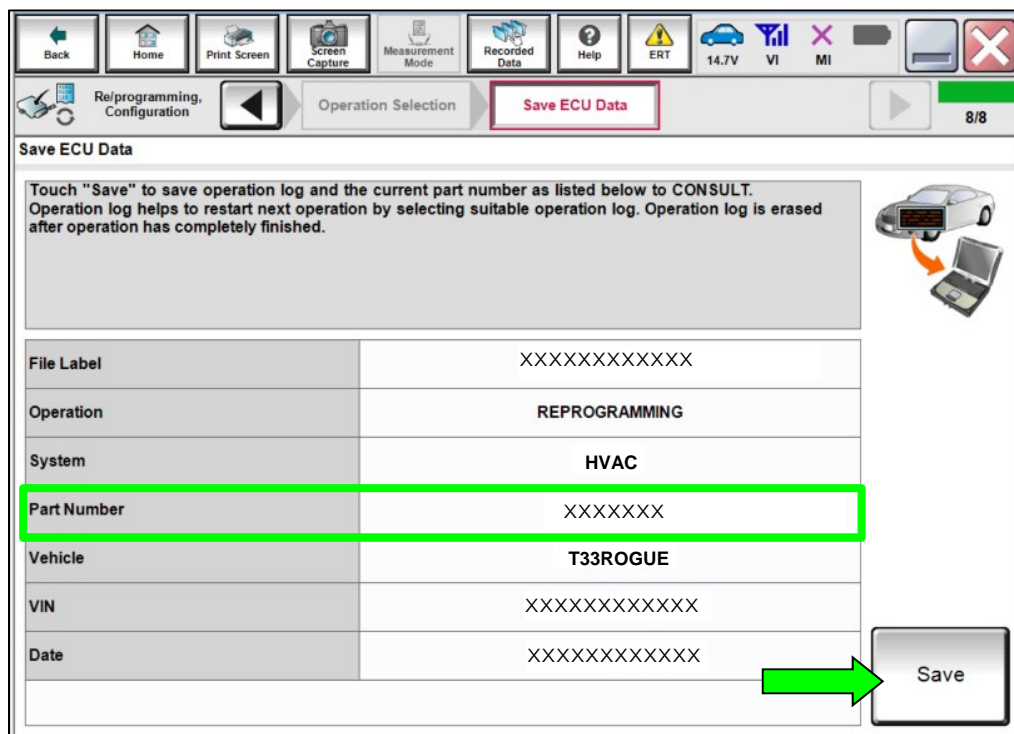 Back
Home
Print Screen
Screen
Capture
Measurement
Mode
Recorded
Data
Help
ERT
14.7V
VI
MI
Re/programming,
Configuration
Operation Selection
Save ECU Data
8/8
Save ECU Data
Touch "Save" to save operation log and the current part number as listed below to CONSULT.
Operation log helps to restart next operation by selecting suitable operation log. Operation log is erased
after operation has completely finished.
File Label XXXXXXXXXXXX
Operation REPROGRAMMING
System HVAC
Part Number XXXXXXX
Vehicle T33ROGUE
VIN XXXXXXXXXXXX
Date XXXXXXXXXXXX
Save